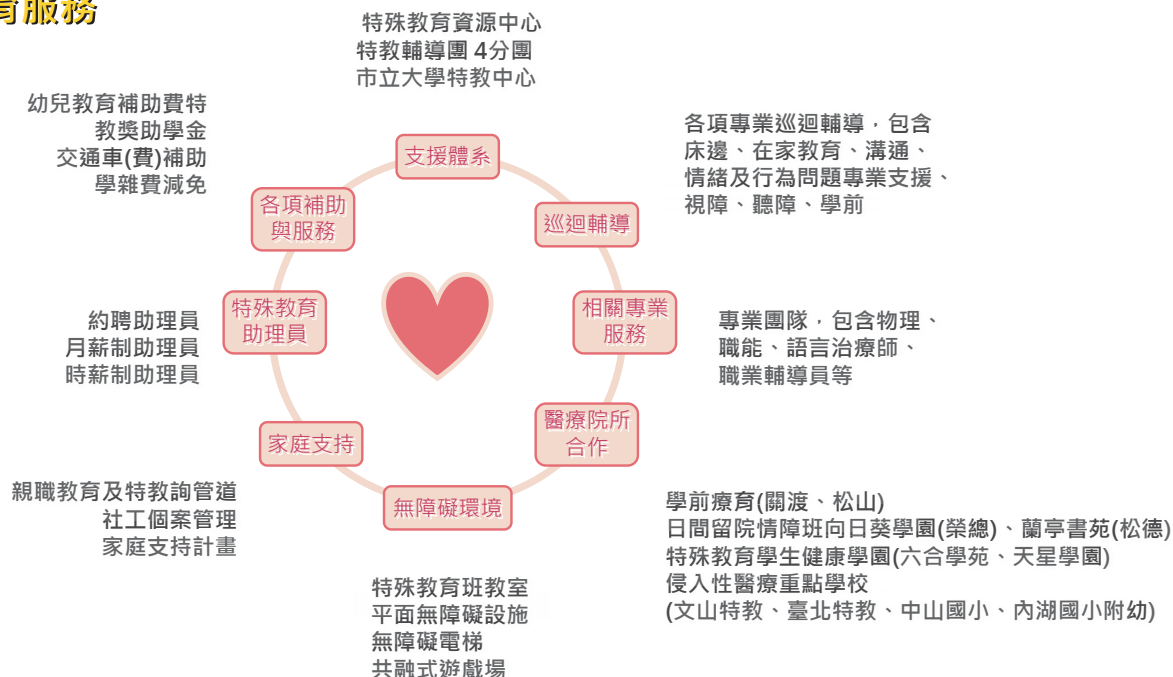 育服務
特殊教育資源中心
特教輔導團 4分團
市立大學特教中心
支援體系
各項專業巡迴輔導，包含
床邊、在家教育、溝通、
情緒及行為問題專業支援、
視障、聽障、學前
巡迴輔導
相關專業
服務
專業團隊，包含物理、
職能、語言治療師、
職業輔導員等
醫療院所
合作
學前療育(關渡、松山)
日間留院情障班向日葵學園(榮總)、蘭亭書苑(松德)
特殊教育學生健康學園(六合學苑、天星學園)
侵入性醫療重點學校
(文山特教、臺北特教、中山國小、內湖國小附幼)
無障礙環境
特殊教育班教室
平面無障礙設施
無障礙電梯
共融式遊戲場
家庭支持
親職教育及特教詢管道
社工個案管理
家庭支持計畫
特殊教育
助理員
約聘助理員
月薪制助理員
時薪制助理員
各項補助
與服務
幼兒教育補助費特
教獎助學金
交通車(費)補助
學雜費減免